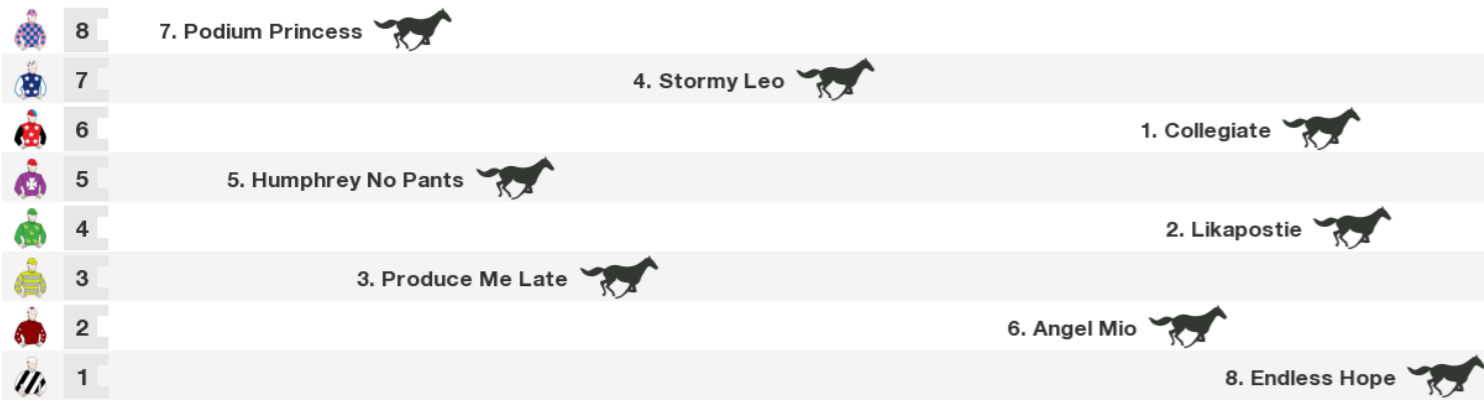 8 7. Podium Princess
7 4. Stormy Leo
6 1. Collegiate
5 5. Humphrey No Pants
4 2. Likapostie
3 3. Produce Me Late
2 6. Angel Mio
1 8. Endless Hope